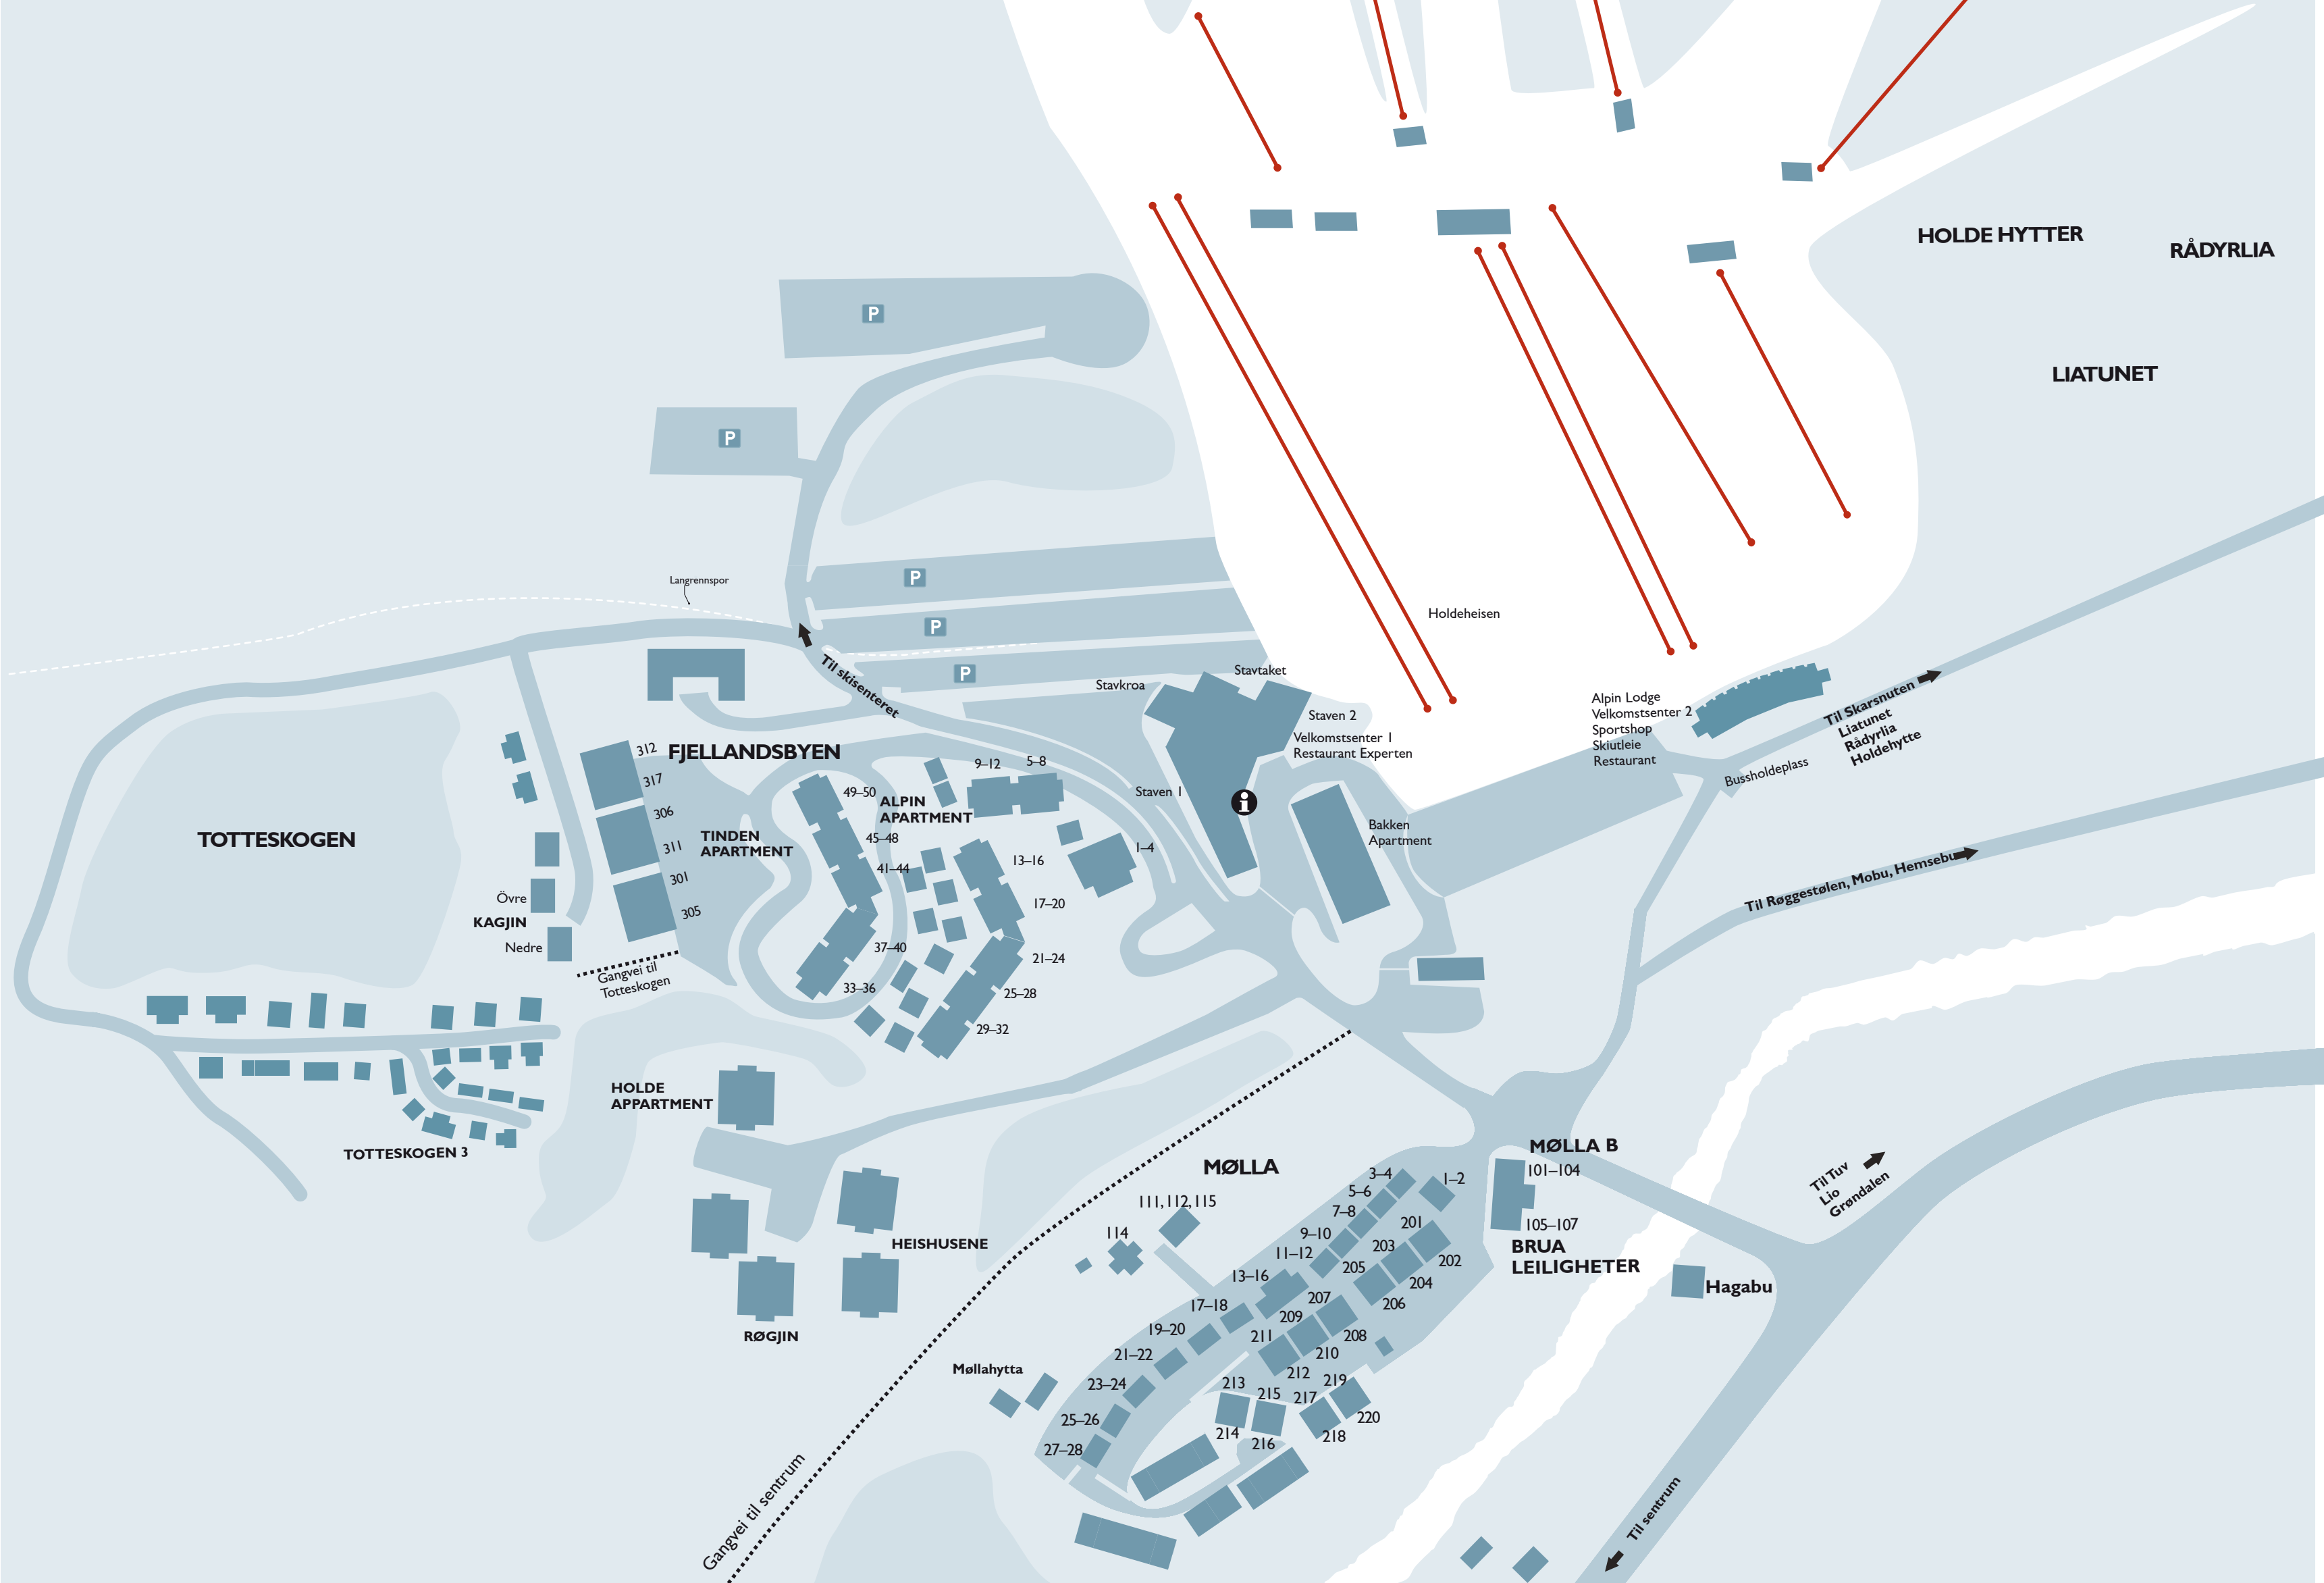 HOLDE HYTTER
RÅDYRLIA
P
LIATUNET
P
P
Langrennspor
P
Holdeheisen
P
Til skisenteret
Stavtaket
Stavkroa
Staven 2
Velkomstsenter 1
Restaurant Experten
Alpin Lodge
Velkomstsenter 2
Sportshop
Skiutleie
Restaurant
Til Skarsnuten
Liatunet
Rådyrlia
Holdehytte
Bussholdeplass
312
FJELLANDSBYEN
317
9–12
5–8
49–50
ALPIN
APARTMENT
Staven 1
i
306
TINDEN
APARTMENT
311
45–48
Bakken
Apartment
TOTTESKOGEN
1–4
13–16
41–44
301
Til Røggestølen, Mobu, Hemsebu
Övre
KAGJIN
Nedre
305
17–20
37–40
21–24
Gangvei til
Totteskogen
33–36
25–28
29–32
HOLDE
APPARTMENT
TOTTESKOGEN 3
MØLLA
MØLLA B
101–104
105–107
BRUA
LEILIGHETER
Til Tuv
Lio
Grøndalen
3–4
1–2
5–6
7–8
111, 112, 115
114
201
9–10
203
11–12
202
HEISHUSENE
205
13–16
204
Hagabu
207
206
17–18
209
19–20
211
208
RØGJIN
21–22
210
Møllahytta
212
219
23–24
213
215
217
25–26
220
214
218
216
27–28
Gangvei til sentrum
Til sentrum